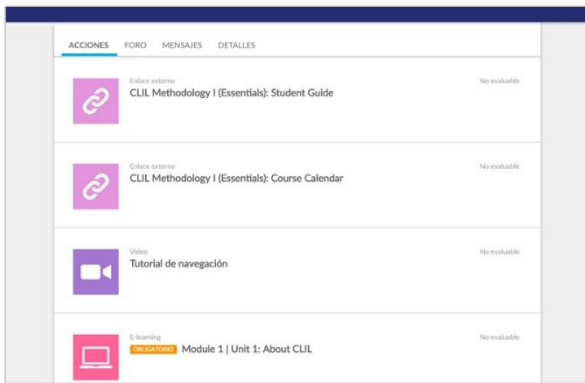 ACCIONES FORO MENSAJES DETALLES
Enlace externo No evaluable
CLIL Methodology I (Essentials): Student Guide
Enlace externo No evaluable
CLIL Methodology I (Essentials): Course Calendar
Video No evaluable
Tutorial de navegación
E-learning No evaluable
OBLIGATORIO Module 1 | Unit 1: About CLIL